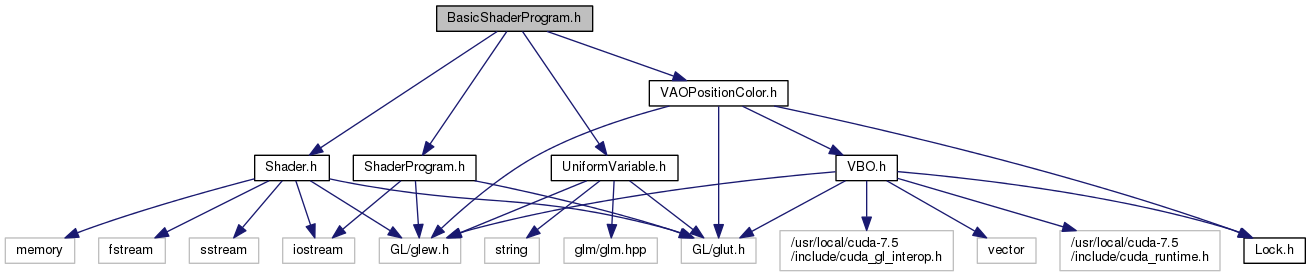 BasicShaderProgram.h
VAOPositionColor.h
Shader.h
ShaderProgram.h
UniformVariable.h
VBO.h
memory
fstream
sstream
iostream
GL/glew.h
string
glm/glm.hpp
GL/glut.h
/usr/local/cuda-7.5
/include/cuda_gl_interop.h
vector
/usr/local/cuda-7.5
/include/cuda_runtime.h
Lock.h